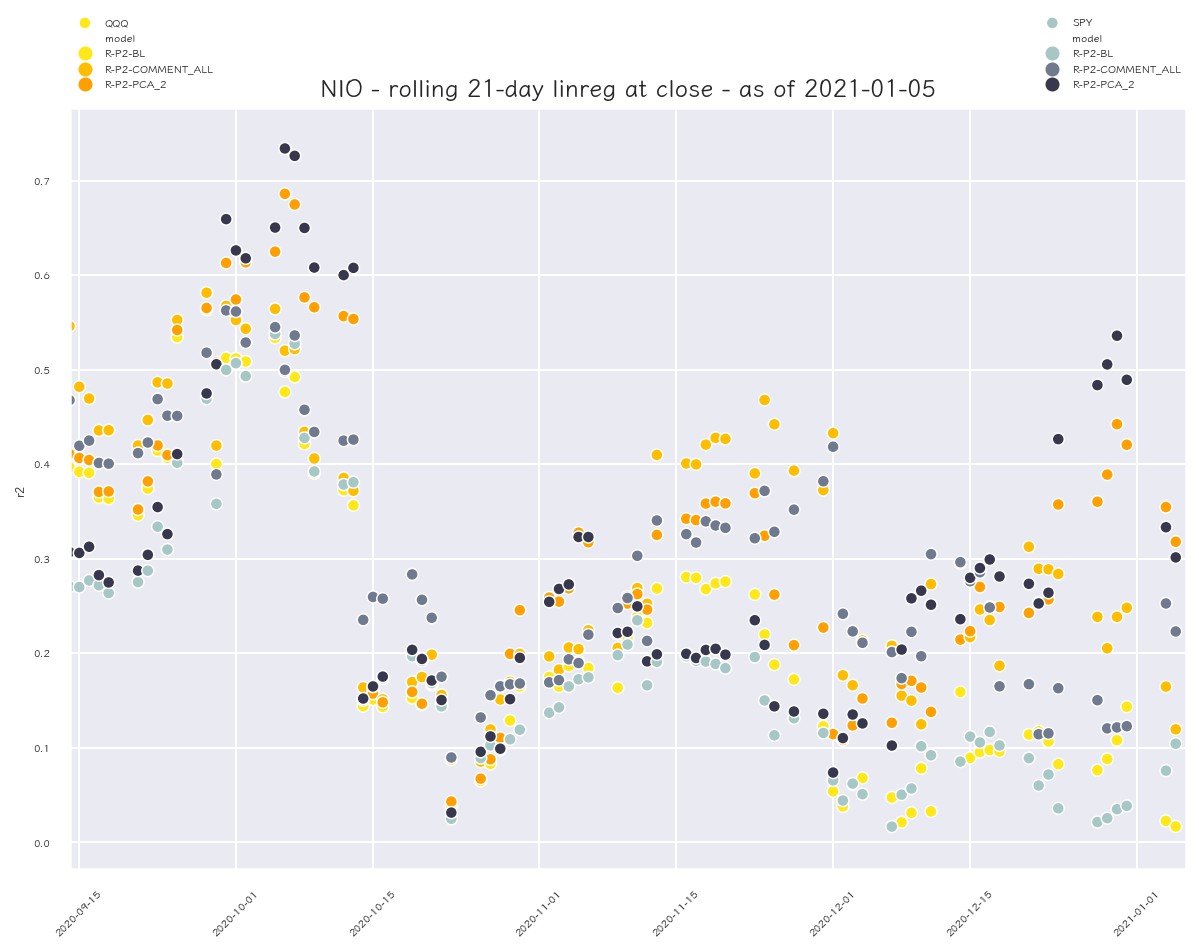 QQQ
model
R-P2-BL
R-P2-COMMENT_ALL
R-P2-PCA_2
SPY
model
R-P2-BL
R-P2-COMMENT_ALL
R-P2-PCA_2
NIO - rolling 21-day linreg at close - as of 2021-01-05
r2
0.7
0.6
0.5
0.4
0.3
0.2
0.1
0.0
2020-09-15
2020-10-01
2020-10-15
2020-11-01
2020-11-15
2020-12-01
2020-12-15
2021-01-01